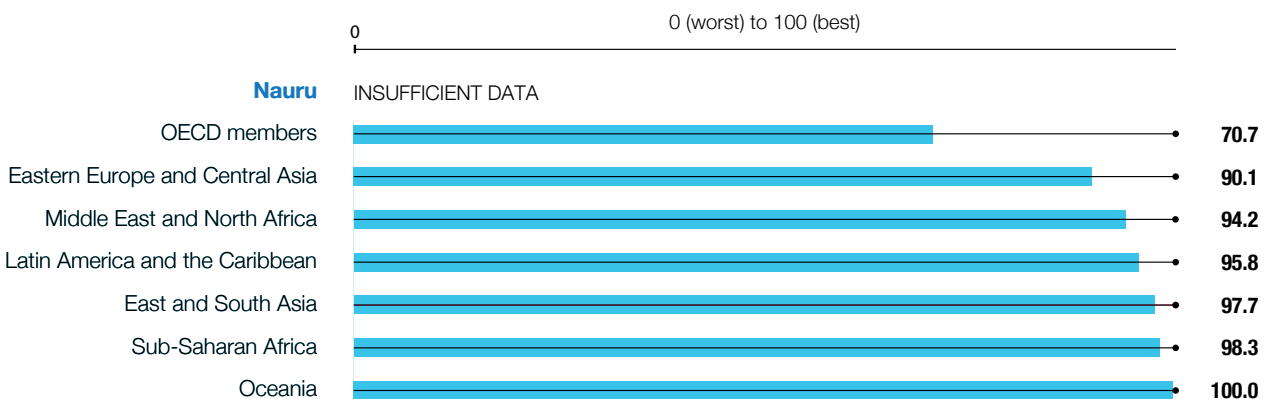 0 (worst) to 100 (best)
0
Nauru INSUFFICIENT DATA
OECD members 70.7
Eastern Europe and Central Asia 90.1
Middle East and North Africa 94.2
Latin America and the Caribbean 95.8
East and South Asia 97.7
Sub-Saharan Africa 98.3
Oceania 100.0